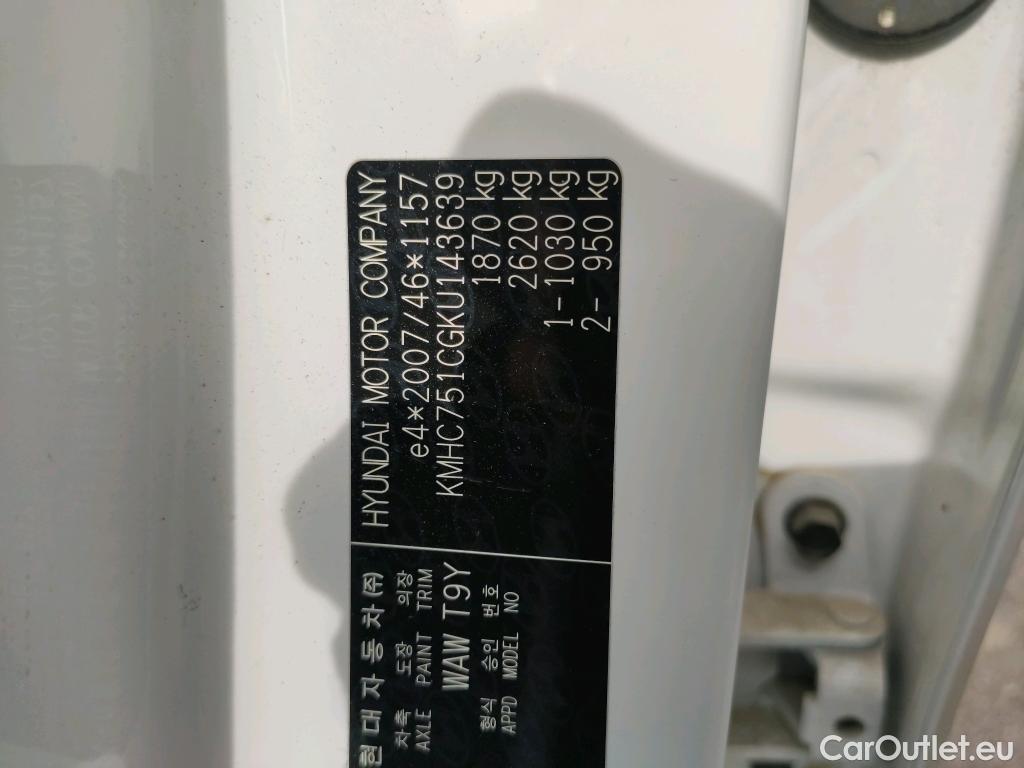 HYUNDAI MOTOR COMPANY
e4*2007/46*1157
KMHC751CGKU143639
1870 kg
2620 kg
1- 1030 kg
2- 950 kg
현대자동차(주)
차축 도장 의장
AXLE PAINT TRIM
WAW T9Y
형식 승인 번호
APPD MODEL NO
CarOutlet.eu